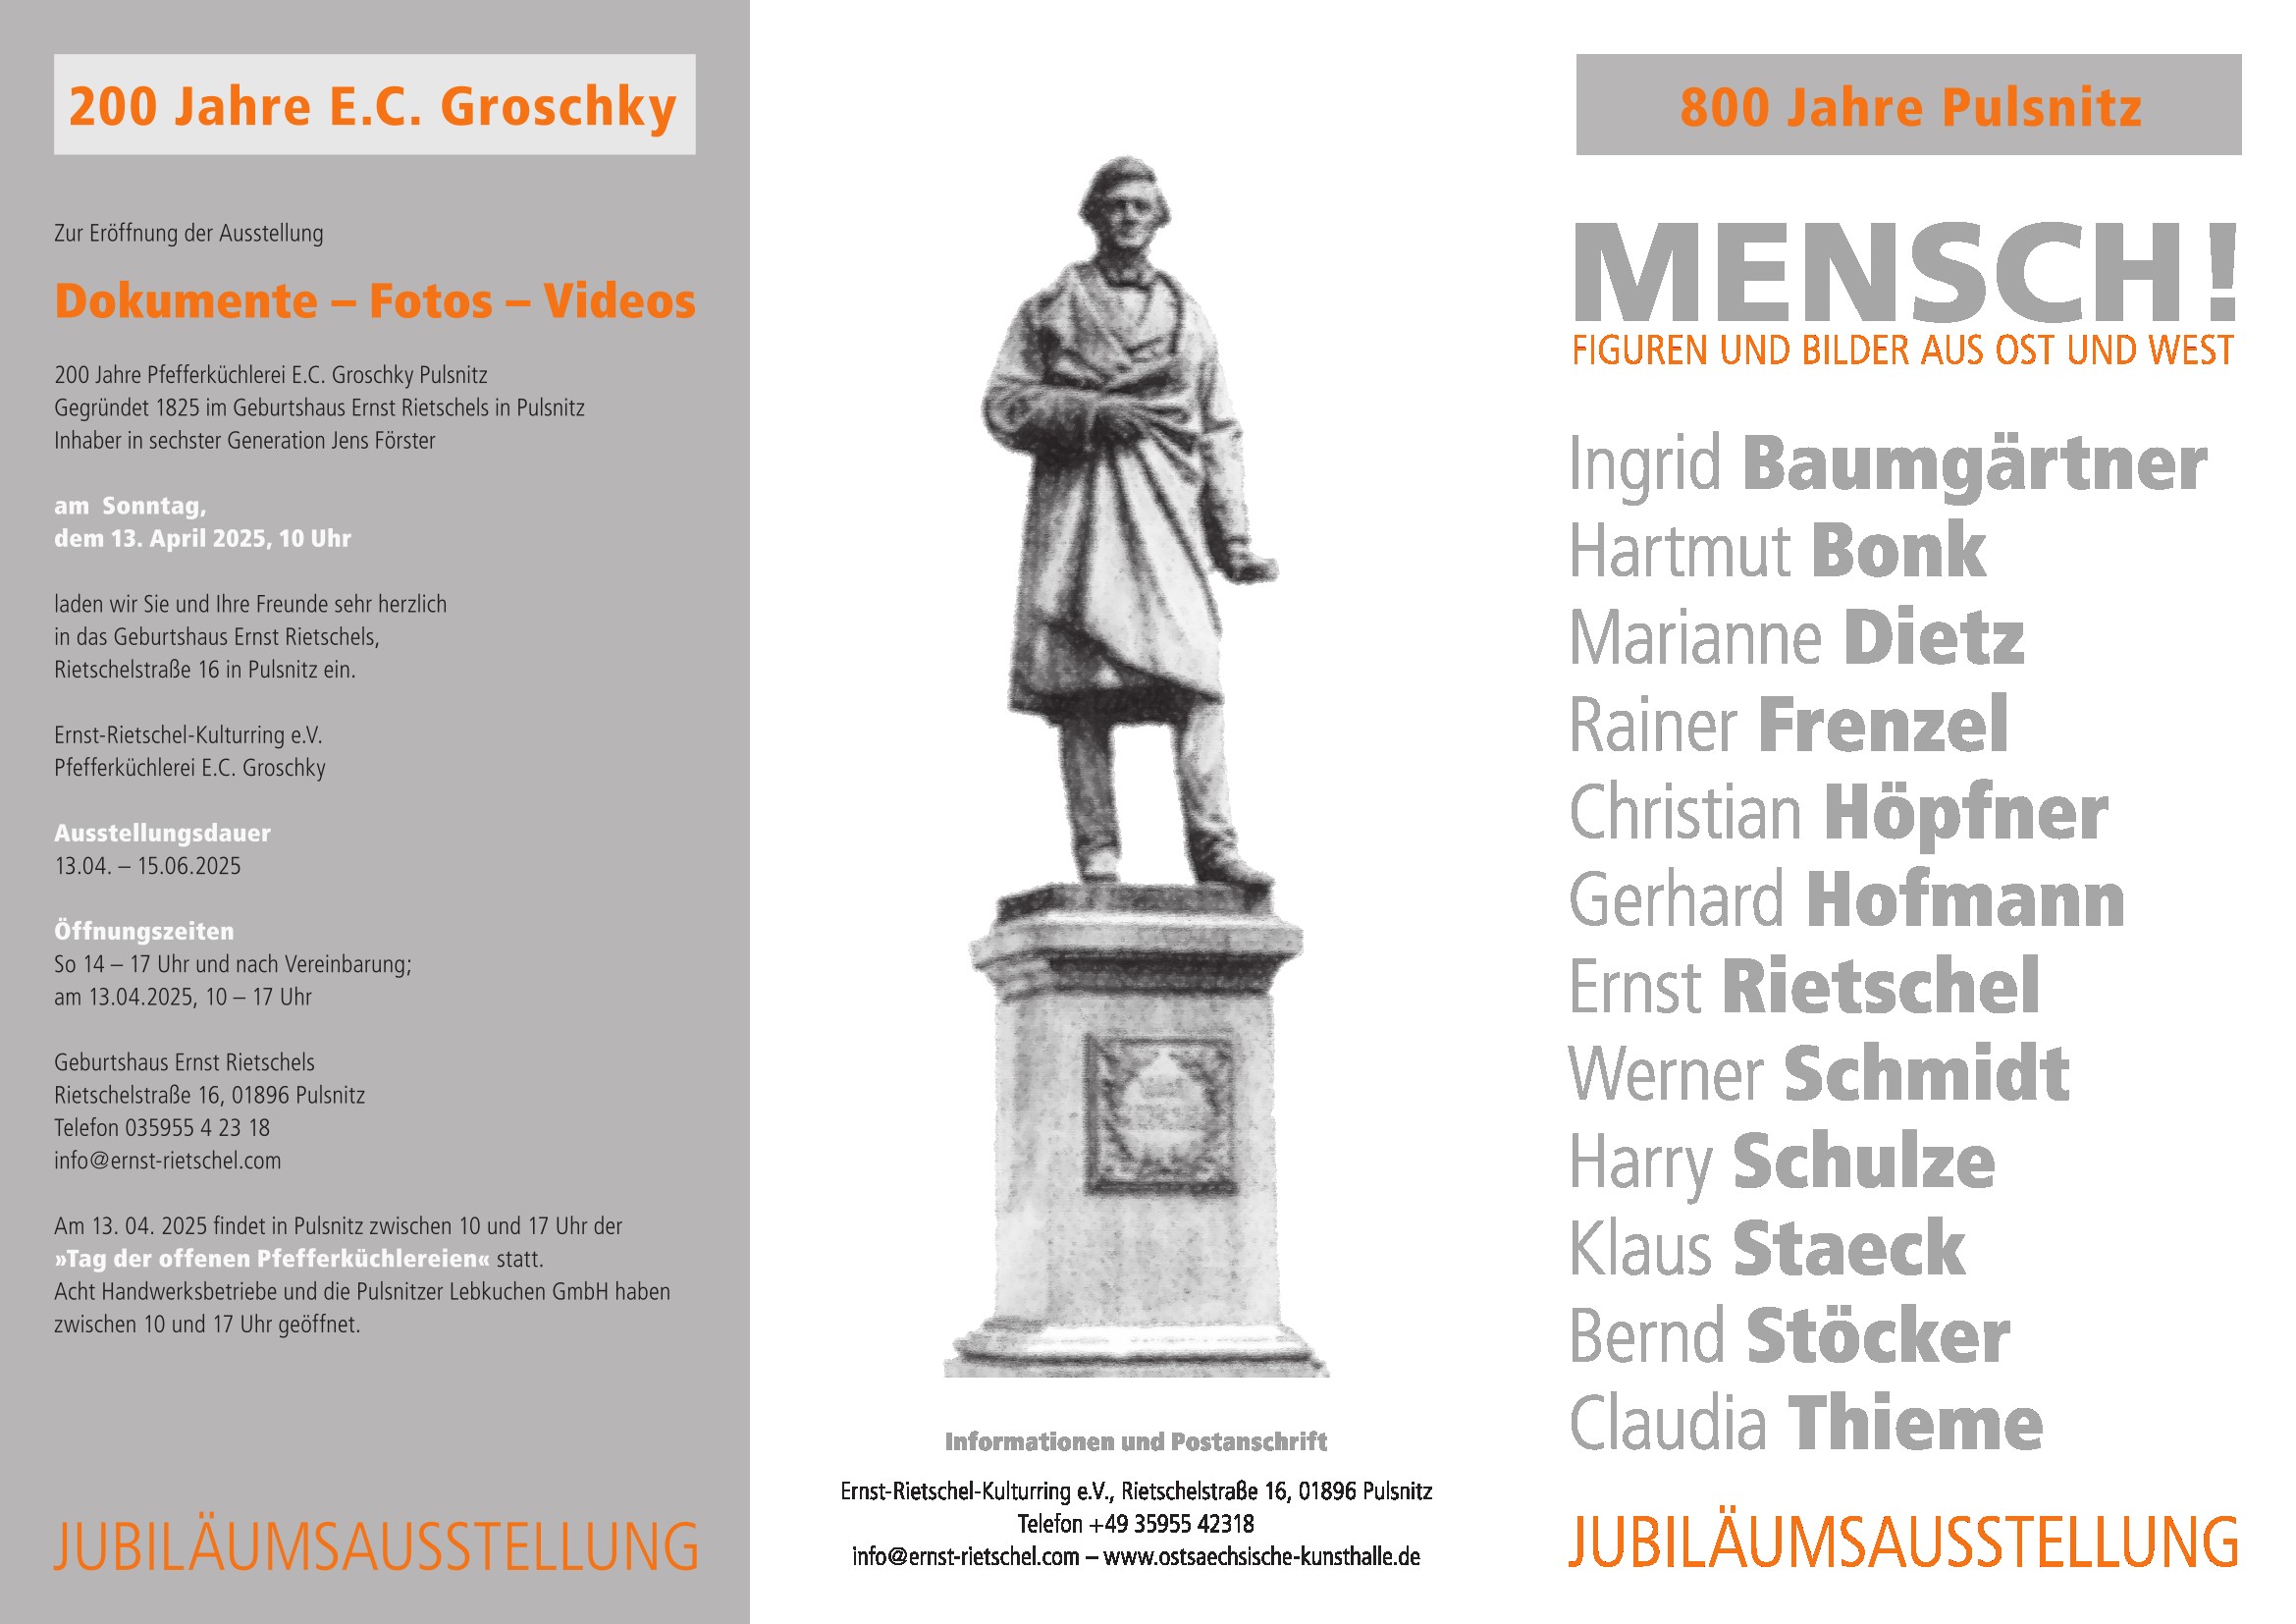 200 Jahre E.C. Groschky
Zur Eröffnung der Ausstellung
Dokumente – Fotos – Videos
200 Jahre Pfefferküchlerei E.C. Groschky Pulsnitz
Gegründet 1825 im Geburtshaus Ernst Rietschels in Pulsnitz
Inhaber in sechster Generation Jens Förster
am Sonntag,
dem 13. April 2025, 10 Uhr
laden wir Sie und Ihre Freunde sehr herzlich
in das Geburtshaus Ernst Rietschels,
Rietschelstraße 16 in Pulsnitz ein.
Ernst-Rietschel-Kulturring e.V.
Pfefferküchlerei E.C. Groschky
Ausstellungsdauer
13.04. – 15.06.2025
Öffnungszeiten
So 14 – 17 Uhr und nach Vereinbarung;
am 13.04.2025, 10 – 17 Uhr
Geburtshaus Ernst Rietschels
Rietschelstraße 16, 01896 Pulsnitz
Telefon 035955 4 23 18
info@ernst-rietschel.com
Am 13. 04. 2025 findet in Pulsnitz zwischen 10 und 17 Uhr der
»Tag der offenen Pfefferküchlereien« statt.
Acht Handwerksbetriebe und die Pulsnitzer Lebkuchen GmbH haben
zwischen 10 und 17 Uhr geöffnet.
JUBILÄUMSAUSSTELLUNG
Informationen und Postanschrift
Ernst-Rietschel-Kulturring e.V., Rietschelstraße 16, 01896 Pulsnitz
Telefon +49 35955 42318
info@ernst-rietschel.com – www.ostsaechsische-kunsthalle.de
800 Jahre Pulsnitz
MENSCH!
FIGUREN UND BILDER AUS OST UND WEST
Ingrid Baumgärtner
Hartmut Bonk
Marianne Dietz
Rainer Frenzel
Christian Höpfner
Gerhard Hofmann
Ernst Rietschel
Werner Schmidt
Harry Schulze
Klaus Staeck
Bernd Stöcker
Claudia Thieme
JUBILÄUMSAUSSTELLUNG